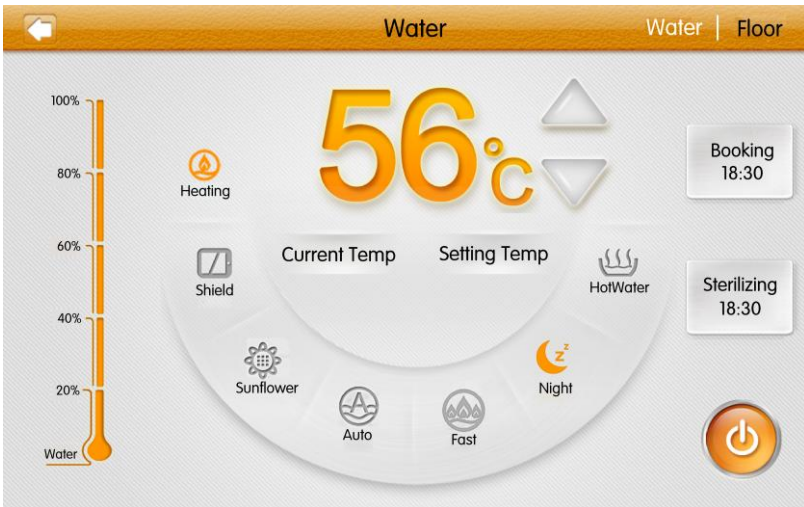 Water
Water | Floor
100%
80%
60%
40%
20%
Water
Heating
56°C
Booking
18:30
Current Temp
Setting Temp
Shield
HotWater
Sterilizing
18:30
Sunflower
Night
A
Auto
Fast
zz